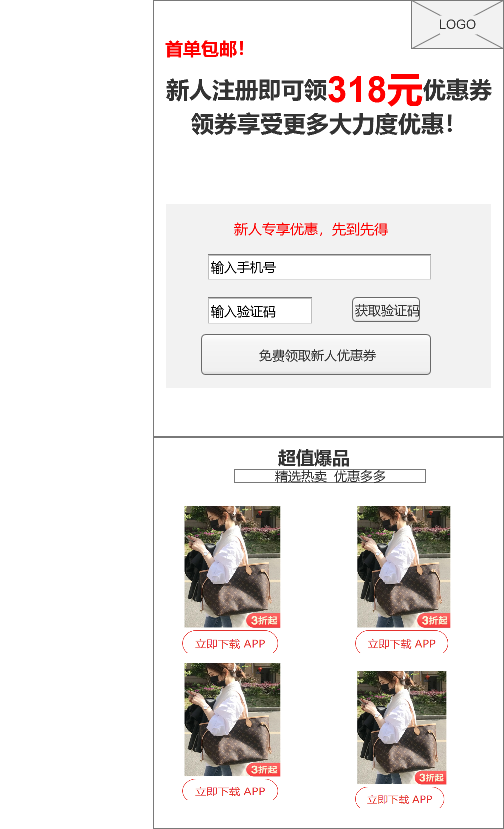 LOGO
首单包邮！
新人注册即可领318元优惠券
领券享受更多大力度优惠！
新人专享优惠，先到先得
输入手机号
输入验证码 获取验证码
免费领取新人优惠券
超值爆品
精选热卖 优惠多多
3折起 3折起
立即下载 APP 立即下载 APP
3折起 3折起
立即下载 APP 立即下载 APP